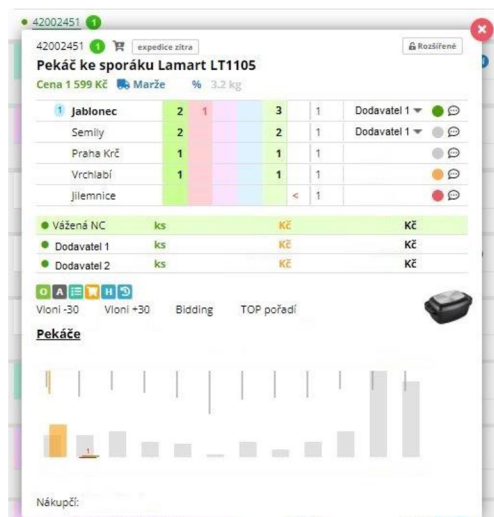 42002451 1
42002451 1 expedice zítra Rozšířené
Pekáč ke sporáku Lamart LT1105
Cena 1 599 Kč Marže % 3.2 kg
1 Jablonec 2 1 3 1 Dodavatel 1
Semily 2 2 1 Dodavatel 1
Praha Krč 1 1 1
Vrchlabí 1 1 1
Jilemnice < 1
Vážená NC ks Kč Kč
Dodavatel 1 ks Kč Kč
Dodavatel 2 ks Kč Kč
O A H
Vloni -30 Vloni +30 Bidding TOP pořadí
Pekáče
1
Nákupčí: